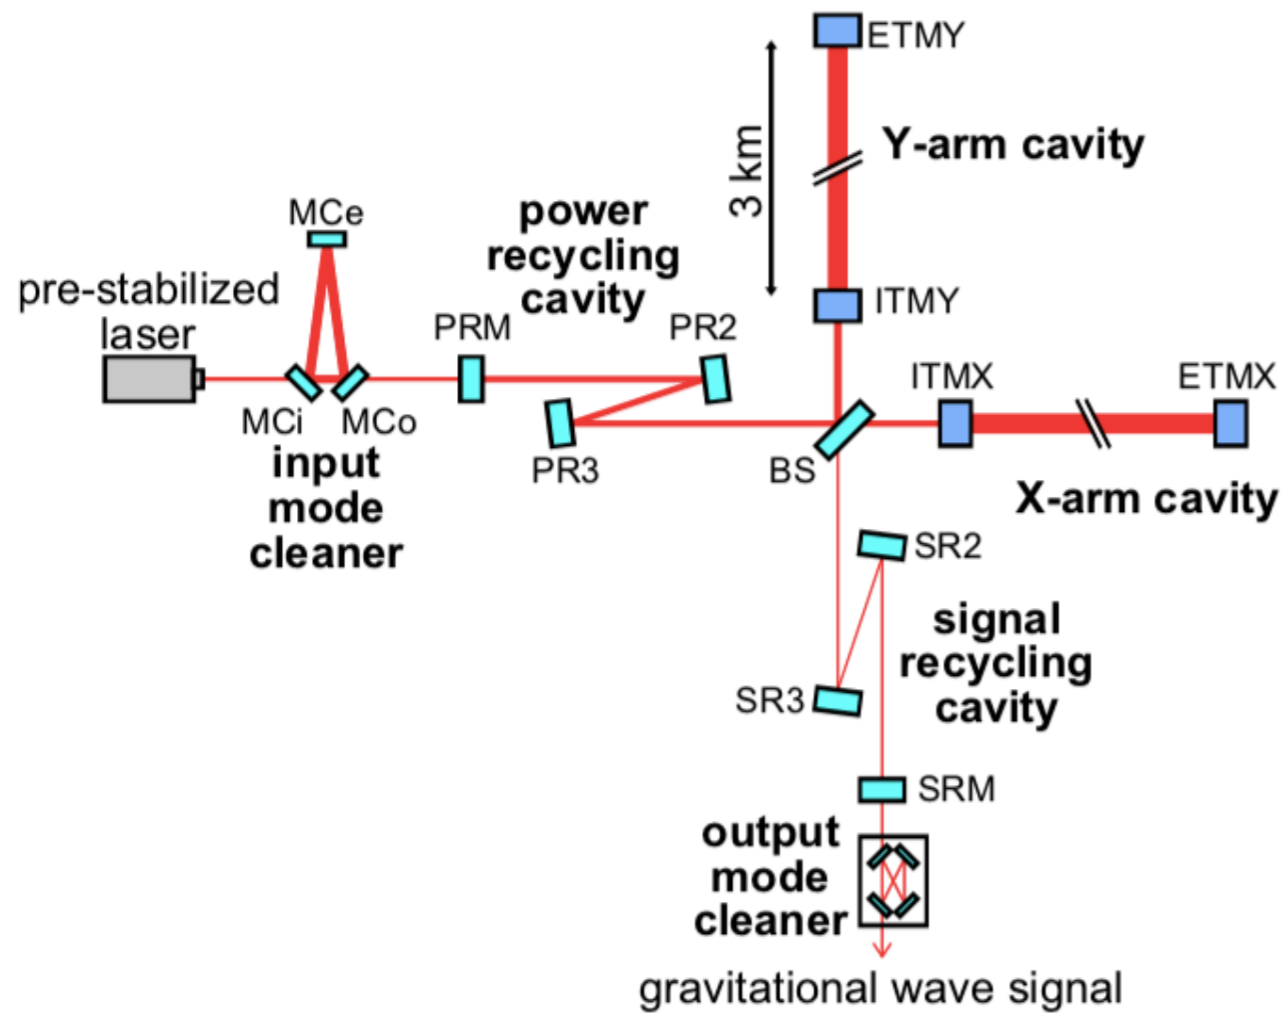 ETMY
Y-arm cavity
3 km
MCe
power
recycling
cavity
pre-stabilized
laser
PRM
PR2
ITMY
ITMX
ETMX
MCi
MCo
input
mode
cleaner
PR3
BS
X-arm cavity
SR2
signal
recycling
cavity
SR3
SRM
output
mode
cleaner
gravitational wave signal